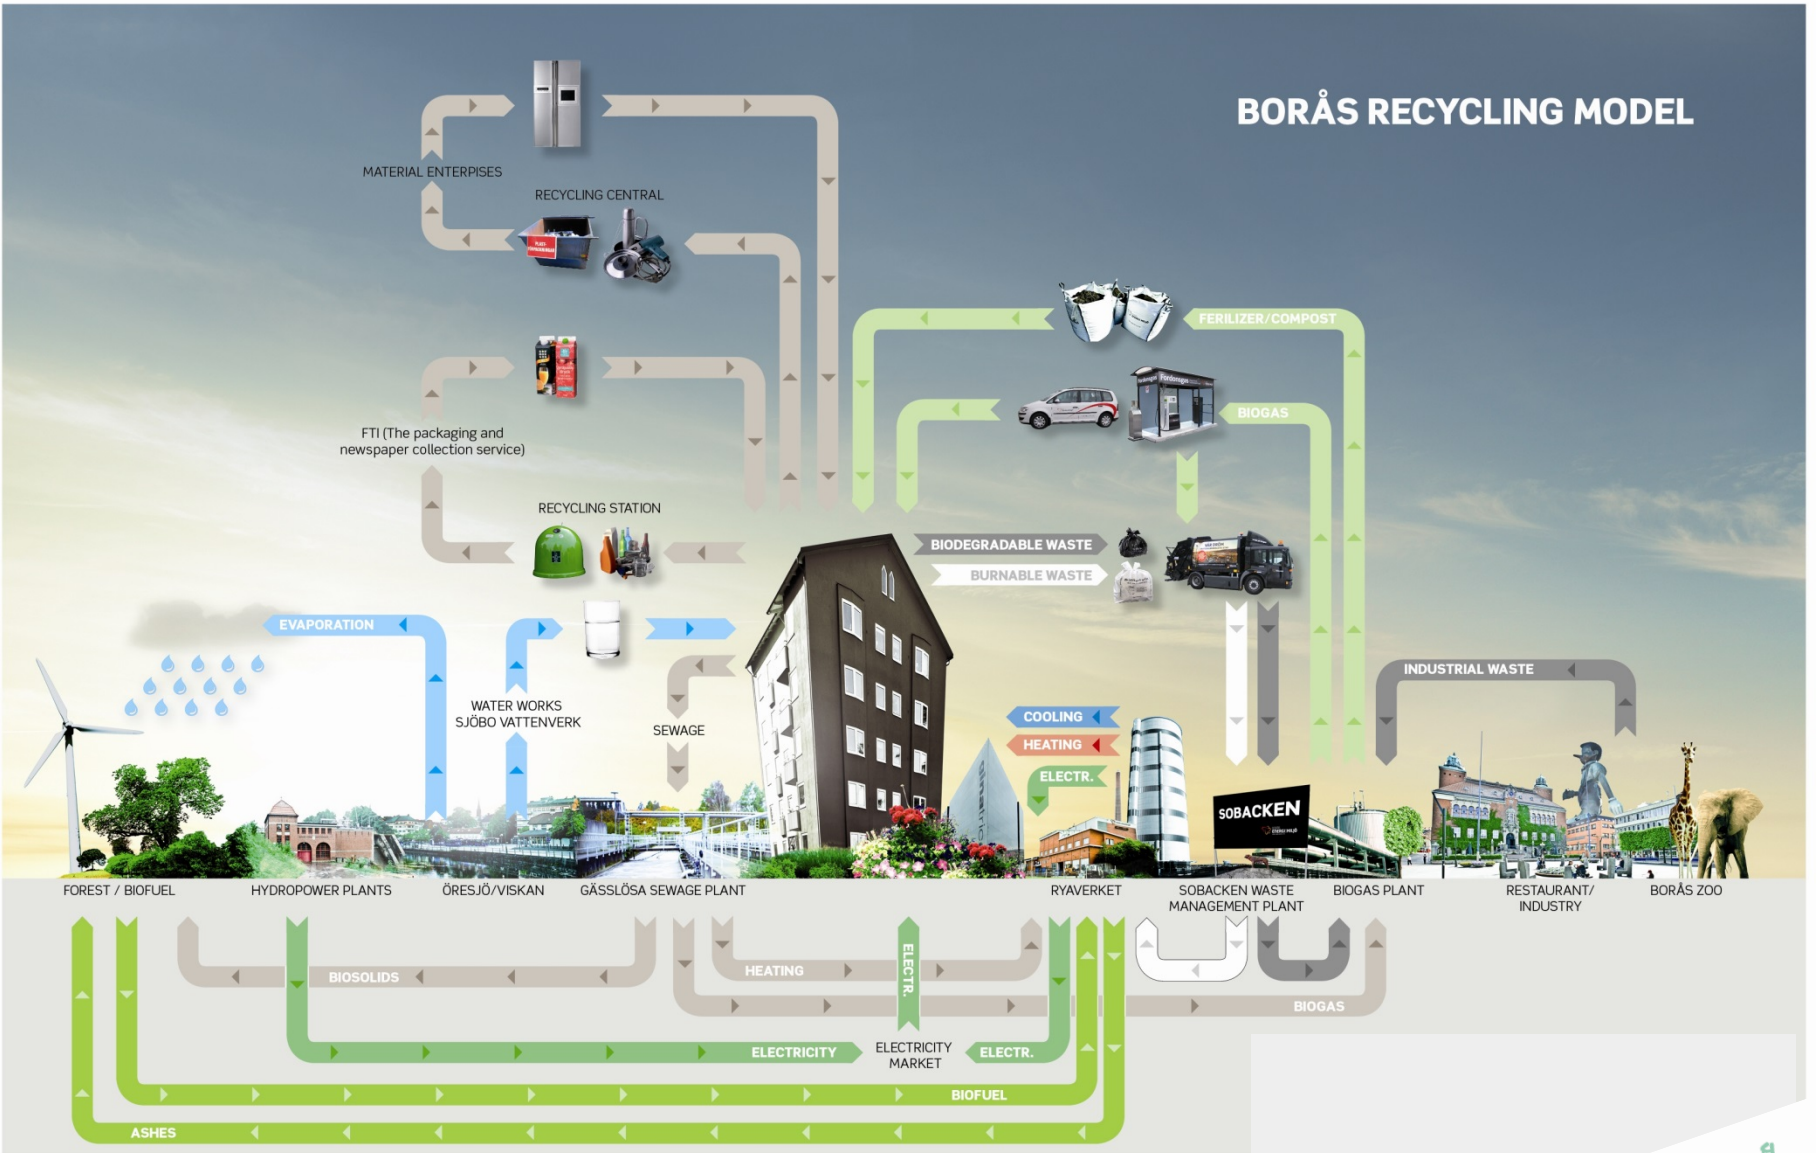 BORÅS RECYCLING MODEL
MATERIAL ENTERPISES
RECYCLING CENTRAL
FERILIZER/COMPOST
BIOGAS
FTI (The packaging and
newspaper collection service)
RECYCLING STATION
BIODEGRADABLE WASTE
BURNABLE WASTE
EVAPORATION
WATER WORKS
SJÖBO VATTENVERK
SEWAGE
INDUSTRIAL WASTE
COOLING
HEATING
ELECTR.
SOBACKEN
FOREST / BIOFUEL
HYDROPOWER PLANTS
ÖRESJÖ/VISKAN
GÄSSLÖSA SEWAGE PLANT
RYAVERKET
SOBACKEN WASTE
MANAGEMENT PLANT
BIOGAS PLANT
RESTAURANT/
INDUSTRY
BORÅS ZOO
BIOSOLIDS
HEATING
ELECTR.
BIOGAS
ELECTRICITY
ELECTRICITY
MARKET
ELECTR.
BIOFUEL
ASHES